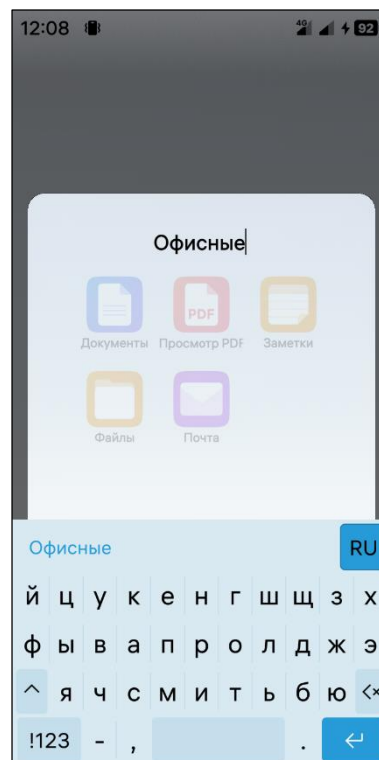 12:08 4G 92
Офисные
PDF
Документы Просмотр PDF Заметки
Файлы Почта
Офисные RU
й ц у к е н г ш щ з х
ф ы в а п р о л д ж э
я ч с м и т ь б ю
!123 - , .